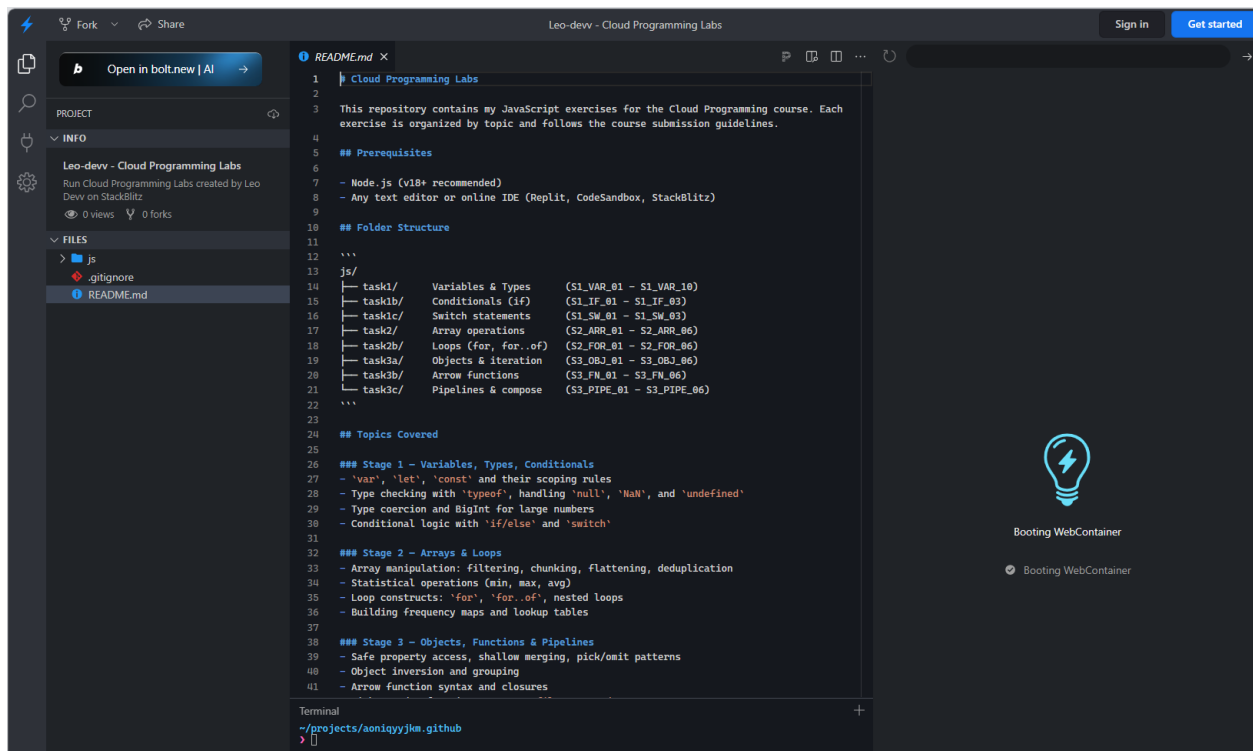 Fork
Share
Leo-devv - Cloud Programming Labs
Sign in
Get started
b
Open in bolt.new | AI →
PROJECT
INFO
Leo-devv - Cloud Programming Labs
Run Cloud Programming Labs created by Leo
Devv on StackBlitz
0 views 0 forks
FILES
js
.gitignore
README.md
README.md
1 # Cloud Programming Labs
2
3 This repository contains my JavaScript exercises for the Cloud Programming course. Each
exercise is organized by topic and follows the course submission guidelines.
4
5 ## Prerequisites
6
7 - Node.js (v18+ recommended)
8 - Any text editor or online IDE (Replit, CodeSandbox, StackBlitz)
9
10 ## Folder Structure
11
12 ```
13 js/
14 ├── task1/ Variables & Types (S1_VAR_01 - S1_VAR_10)
15 ├── task1b/ Conditionals (if) (S1_IF_01 - S1_IF_03)
16 ├── task1c/ Switch statements (S1_SW_01 - S1_SW_03)
17 ├── task2/ Array operations (S2_ARR_01 - S2_ARR_06)
18 ├── task2b/ Loops (for, for..of) (S2_FOR_01 - S2_FOR_06)
19 ├── task3a/ Objects & iteration (S3_OBJ_01 - S3_OBJ_06)
20 ├── task3b/ Arrow functions (S3_FN_01 - S3_FN_06)
21 └── task3c/ Pipelines & compose (S3_PIPE_01 - S3_PIPE_06)
22 ```
23
24 ## Topics Covered
25
26 ### Stage 1 - Variables, Types, Conditionals
27 - `var`, `let`, `const` and their scoping rules
28 - Type checking with `typeof`, handling `null`, `NaN`, and `undefined`
29 - Type coercion and BigInt for large numbers
30 - Conditional logic with `if/else` and `switch`
31
32 ### Stage 2 - Arrays & Loops
33 - Array manipulation: filtering, chunking, flattening, deduplication
34 - Statistical operations (min, max, avg)
35 - Loop constructs: `for`, `for..of`, nested loops
36 - Building frequency maps and lookup tables
37
38 ### Stage 3 - Objects, Functions & Pipelines
39 - Safe property access, shallow merging, pick/omit patterns
40 - Object inversion and grouping
41 - Arrow function syntax and closures
Terminal
~/projects/aoniqyyjkm.github
❯
Booting WebContainer
Booting WebContainer